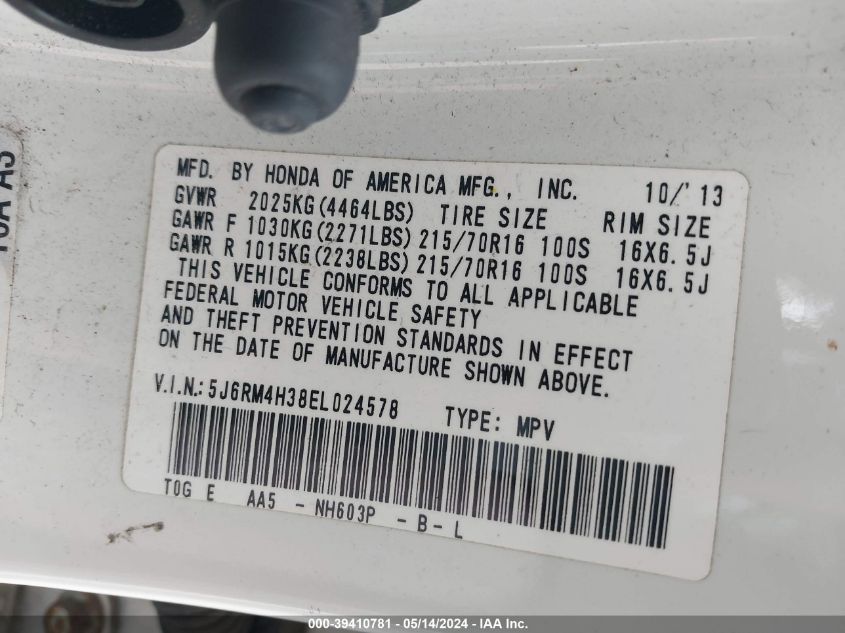 MFD. BY HONDA OF AMERICA MFG., INC. 10/'13
GVWR 2025KG(4464LBS) TIRE SIZE RIM SIZE
GAWR F 1030KG(2271LBS) 215/70R16 100S 16X6.5J
GAWR R 1015KG(2238LBS) 215/70R16 100S 16X6.5J
THIS VEHICLE CONFORMS TO ALL APPLICABLE
FEDERAL MOTOR VEHICLE SAFETY
AND THEFT PREVENTION STANDARDS IN EFFECT
ON THE DATE OF MANUFACTURE SHOWN ABOVE.
V.I.N.:5J6RM4H38EL024578 TYPE: MPV
TOG E AA5 - NH603P - B - L
000-39410781 - 05/14/2024 - IAA Inc.